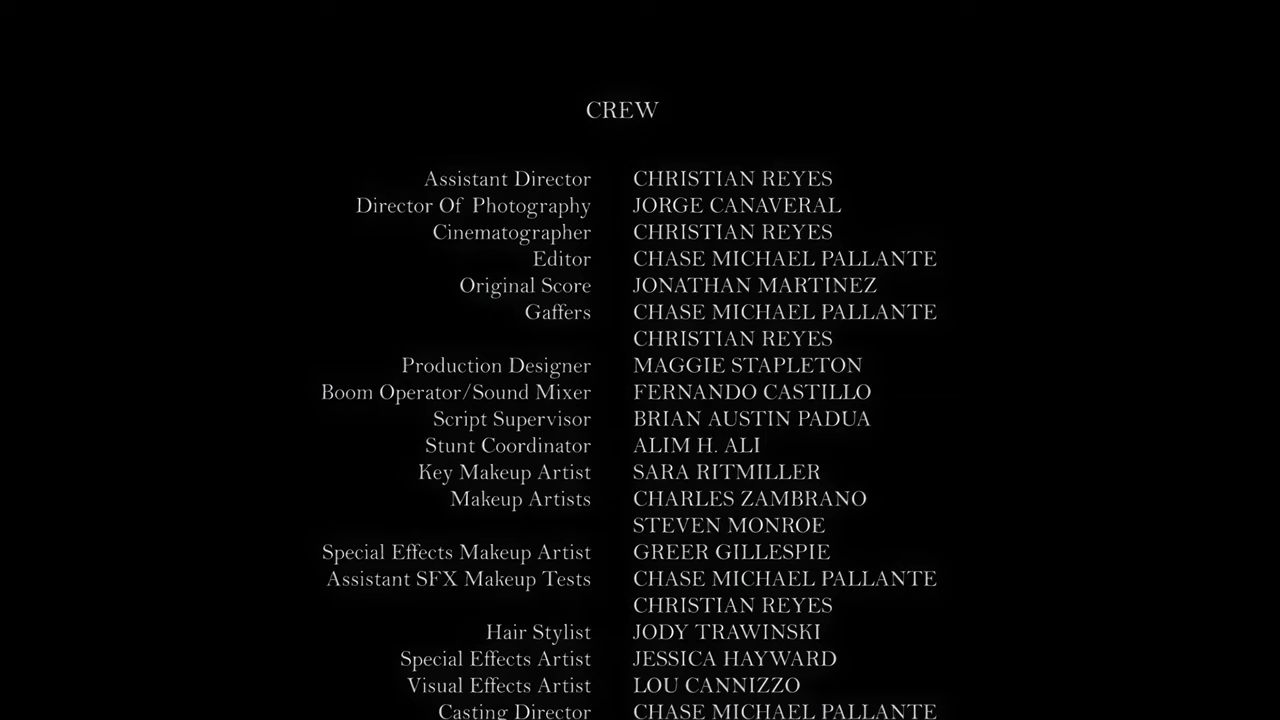 CREW
Assistant Director CHRISTIAN REYES
Director Of Photography JORGE CANAVERAL
Cinematographer CHRISTIAN REYES
Editor CHASE MICHAEL PALLANTE
Original Score JONATHAN MARTINEZ
Gaffers CHASE MICHAEL PALLANTE
CHRISTIAN REYES
Production Designer MAGGIE STAPLETON
Boom Operator/Sound Mixer FERNANDO CASTILLO
Script Supervisor BRIAN AUSTIN PADUA
Stunt Coordinator ALIM H. ALI
Key Makeup Artist SARA RITMILLER
Makeup Artists CHARLES ZAMBRANO
STEVEN MONROE
Special Effects Makeup Artist GREER GILLESPIE
Assistant SFX Makeup Tests CHASE MICHAEL PALLANTE
CHRISTIAN REYES
Hair Stylist JODY TRAWINSKI
Special Effects Artist JESSICA HAYWARD
Visual Effects Artist LOU CANNIZZO
Casting Director CHASE MICHAEL PALLANTE